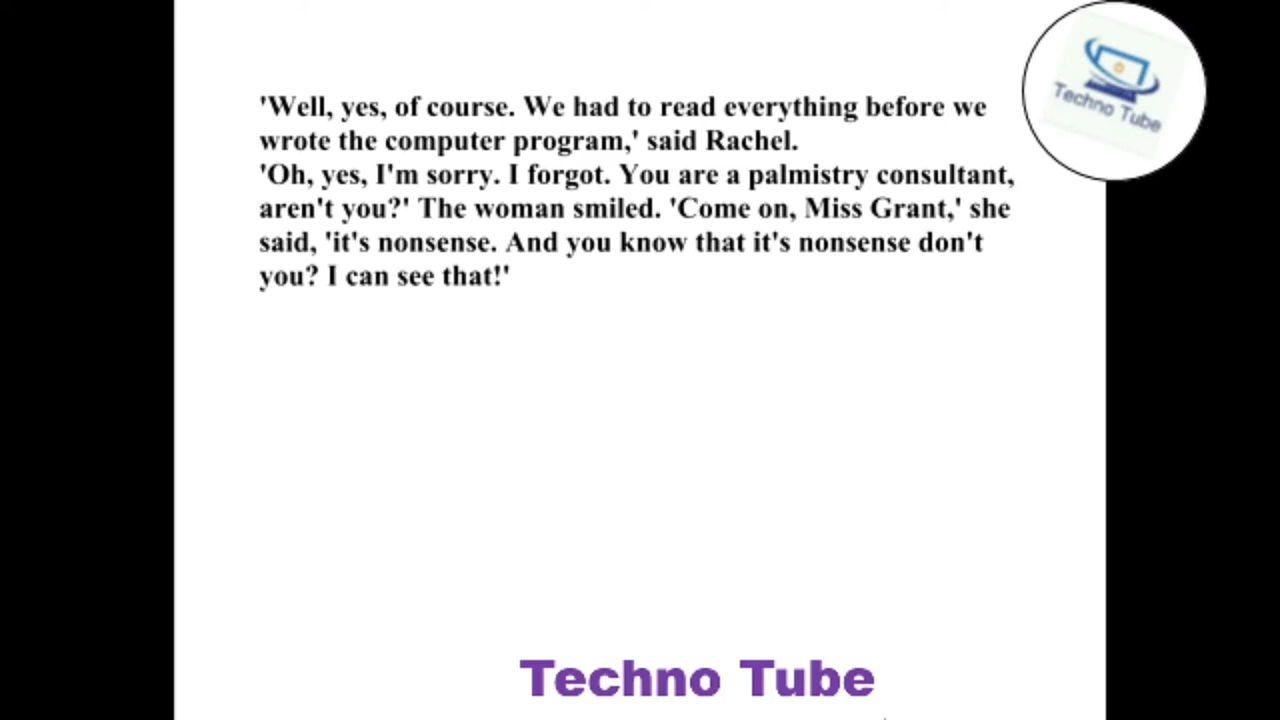 'Well, yes, of course. We had to read everything before we
wrote the computer program,' said Rachel.
'Oh, yes, I'm sorry. I forgot. You are a palmistry consultant,
aren't you?' The woman smiled. 'Come on, Miss Grant,' she
said, 'it's nonsense. And you know that it's nonsense don't
you? I can see that!'
Techno Tube
Techno Tube